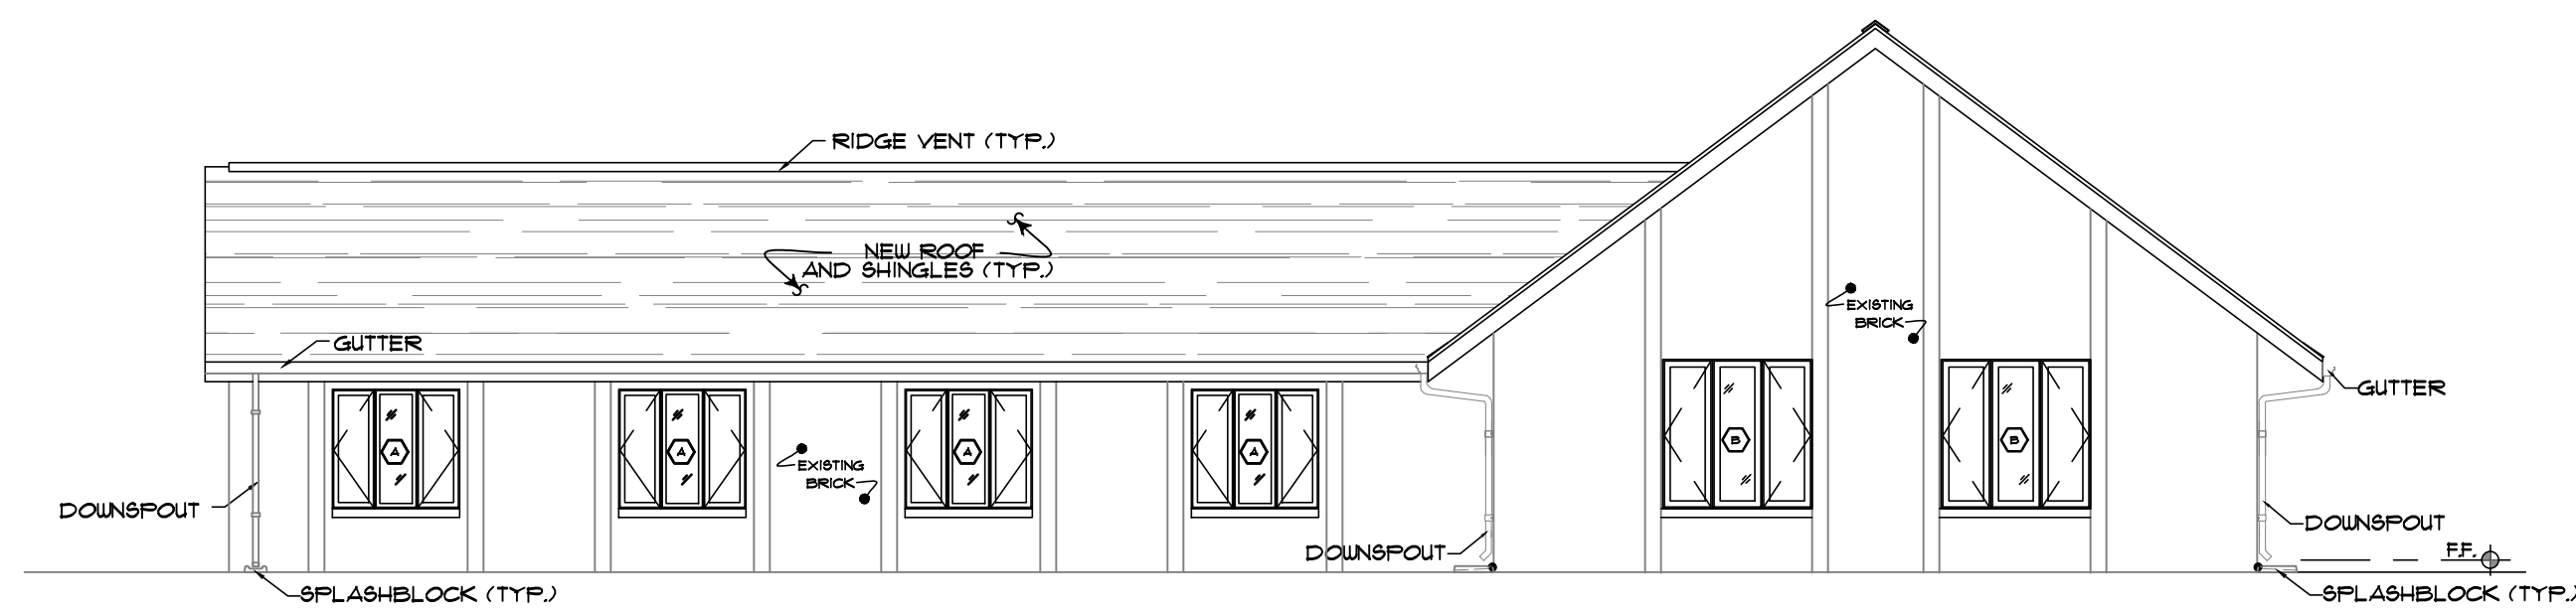 RIDGE VENT (TYP.)
NEW ROOF
AND SHINGLES (TYP.)
GUTTER
EXISTING
BRICK
GUTTER
A
A
A
A
B
B
EXISTING
BRICK
DOWNSPOUT
DOWNSPOUT
DOWNSPOUT
F.F.
SPLASHBLOCK (TYP.)
SPLASHBLOCK (TYP.)